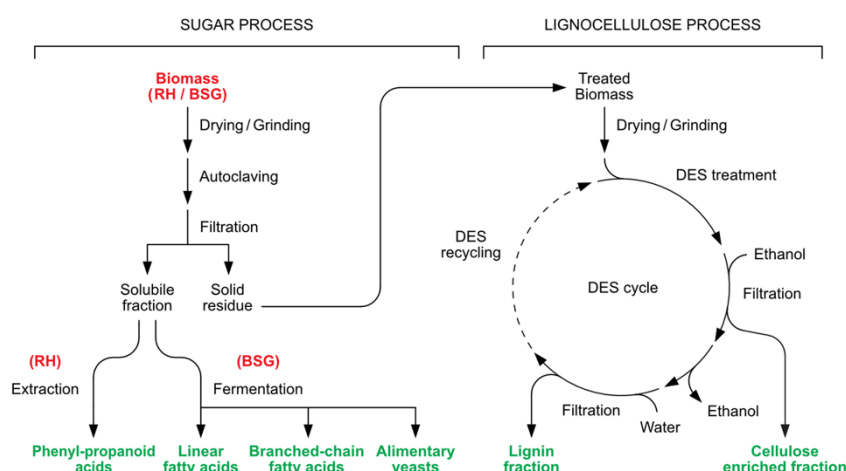 SUGAR PROCESS
LIGNOCELLULOSE PROCESS
Biomass
(RH / BSG)
Drying / Grinding
Autoclaving
Filtration
Solubile
fraction
Solid
residue
(RH)
Extraction
(BSG)
Fermentation
Phenyl-propanoid
acids
Linear
fatty acids
Branched-chain
fatty acids
Alimentary
yeasts
Treated
Biomass
Drying / Grinding
DES treatment
DES
recycling
DES cycle
Ethanol
Filtration
Filtration
Water
Ethanol
Lignin
fraction
Cellulose
enriched fraction